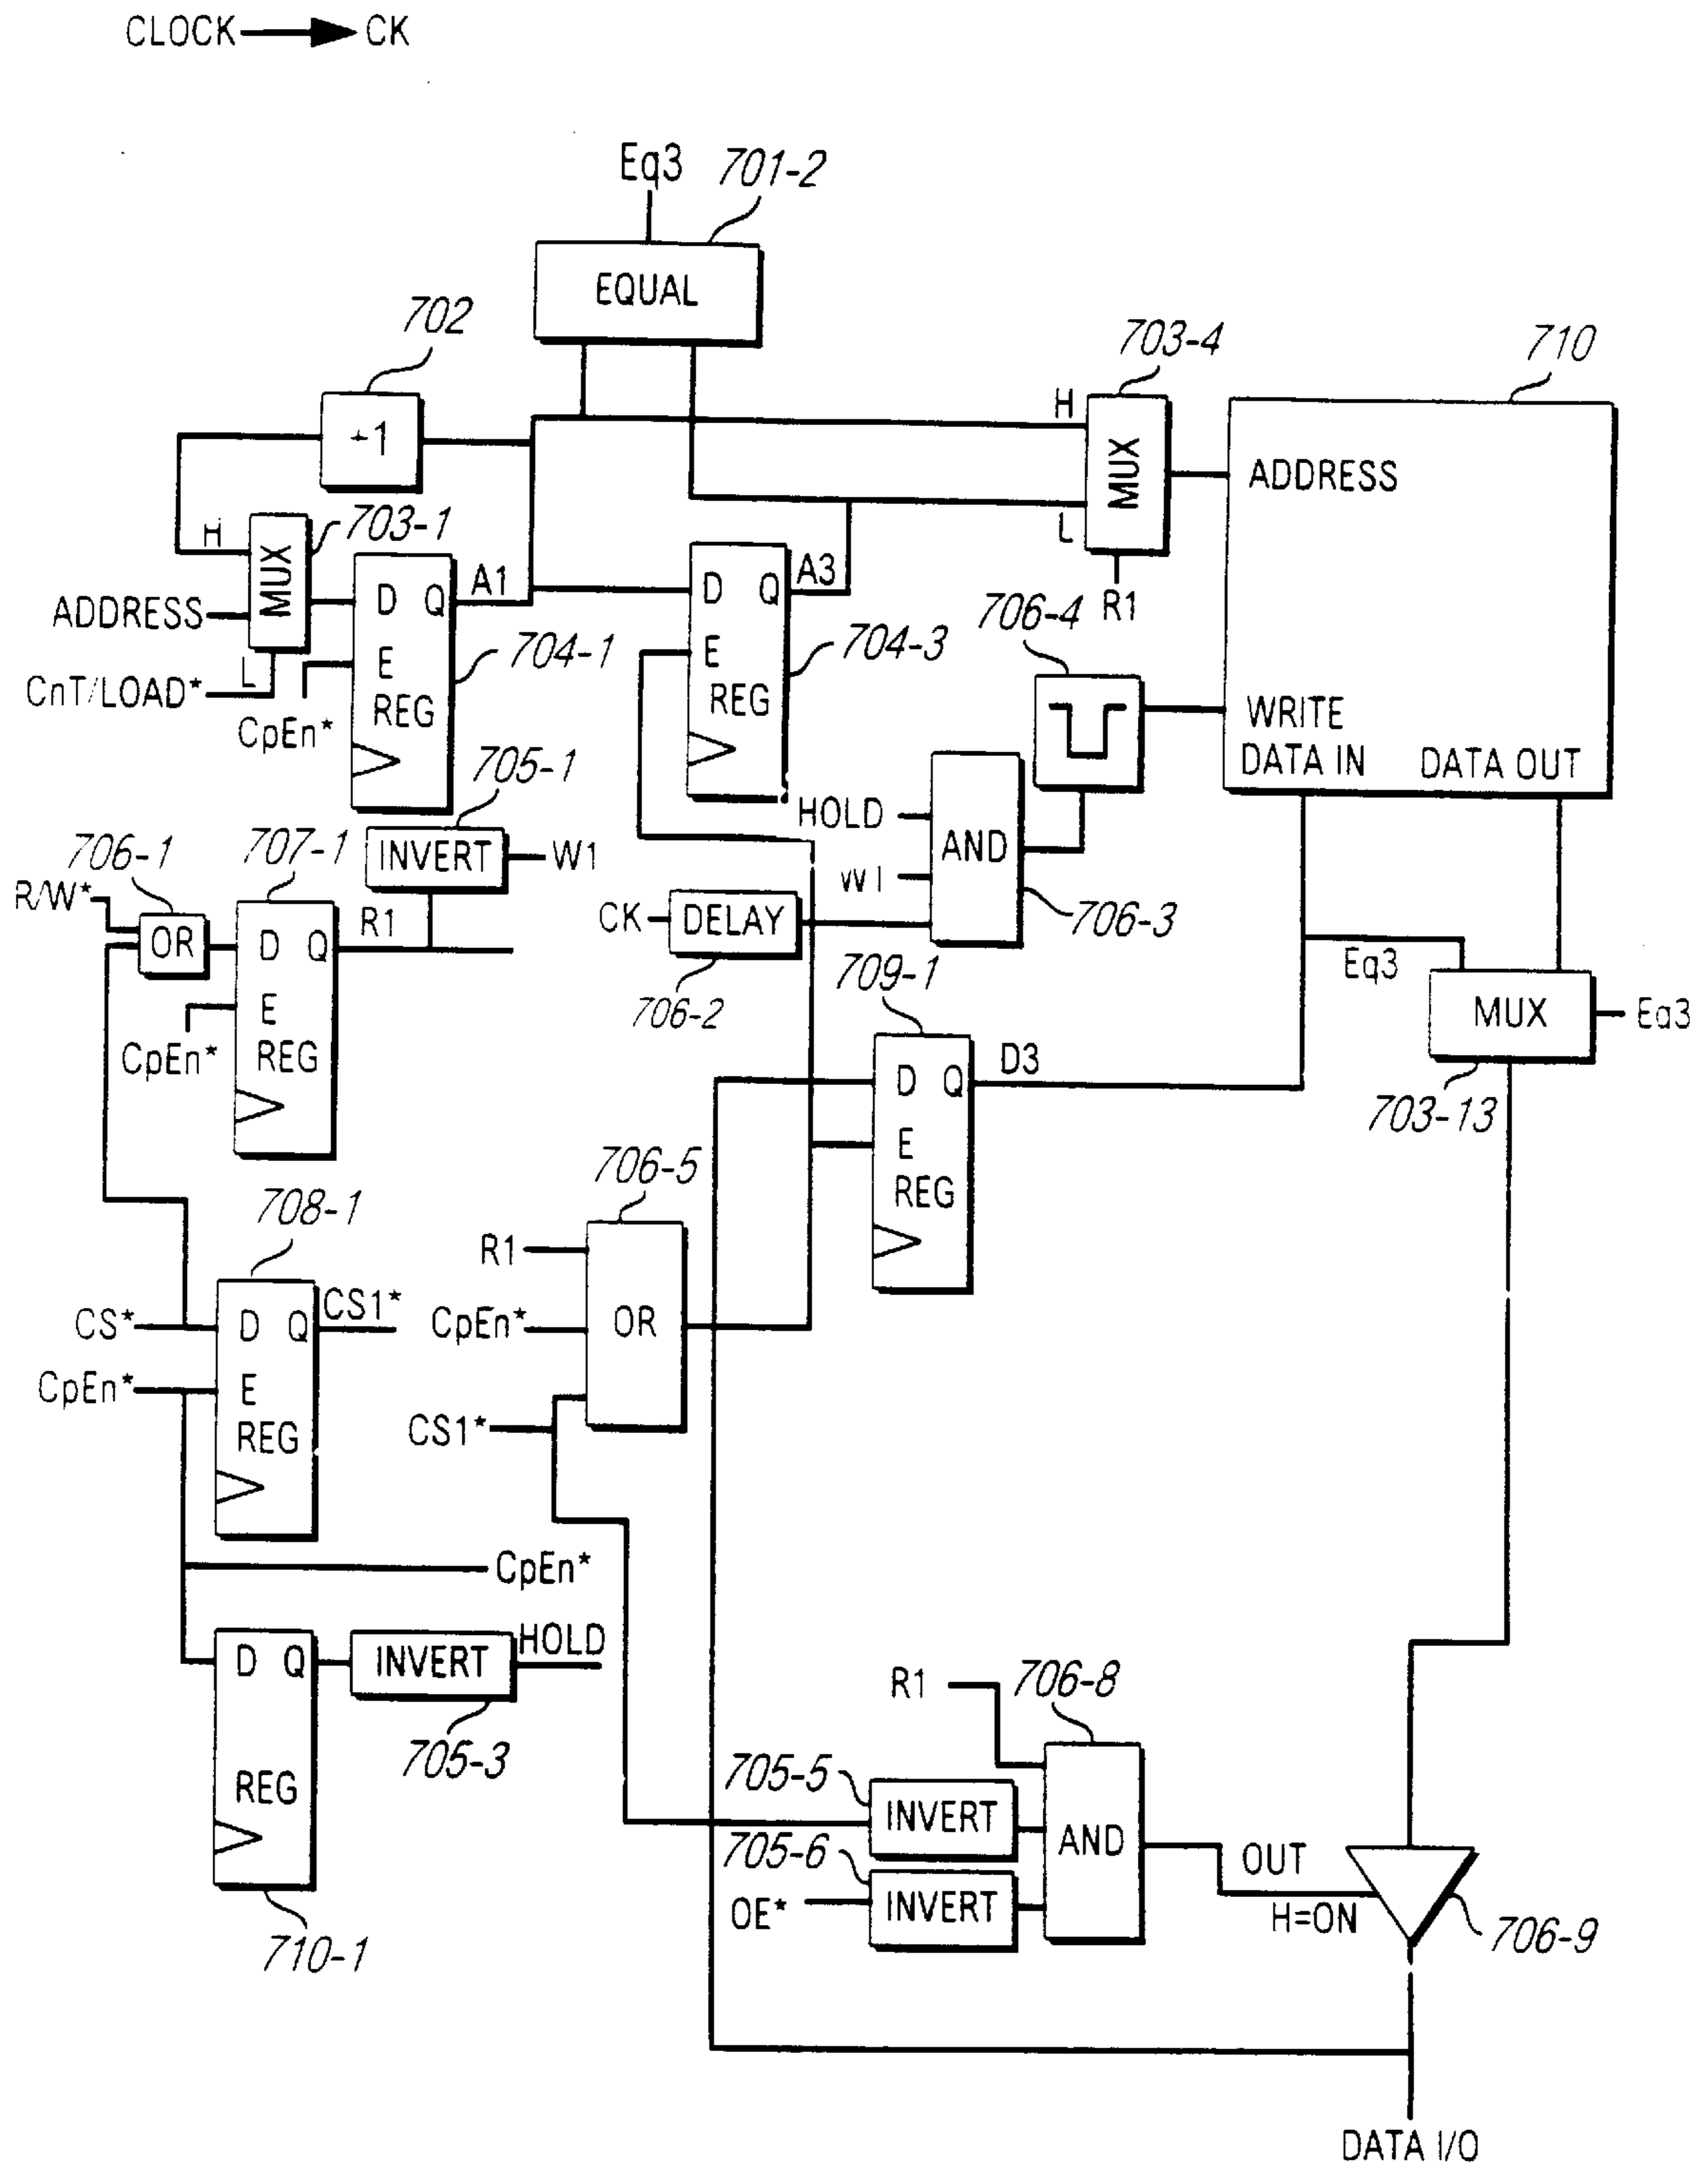 CLOCK CK
Eq3 701-2
EQUAL
702
+1
703-4
710
H
MUX
L
R1
ADDRESS
H
703-1
MUX
ADDRESS
L
CnT/LOAD*
CpEn*
D Q
A1
E
REG
704-1
D Q
A3
E
REG
704-3
706-4
WRITE
DATA IN DATA OUT
705-1
INVERT
W1
HOLD
W1
AND
706-3
CK
DELAY
706-2
706-1
R/W*
OR
707-1
D Q
R1
E
REG
CpEn*
709-1
D Q
D3
E
REG
Eq3
MUX
Eq3
703-13
708-1
CS*
D Q
CS1*
CpEn*
E
REG
706-5
R1
CpEn*
OR
CS1*
CpEn*
D Q
REG
INVERT
HOLD
705-3
710-1
R1
706-8
705-5
INVERT
AND
705-6
OE*
INVERT
OUT
H=ON
706-9
DATA I/O